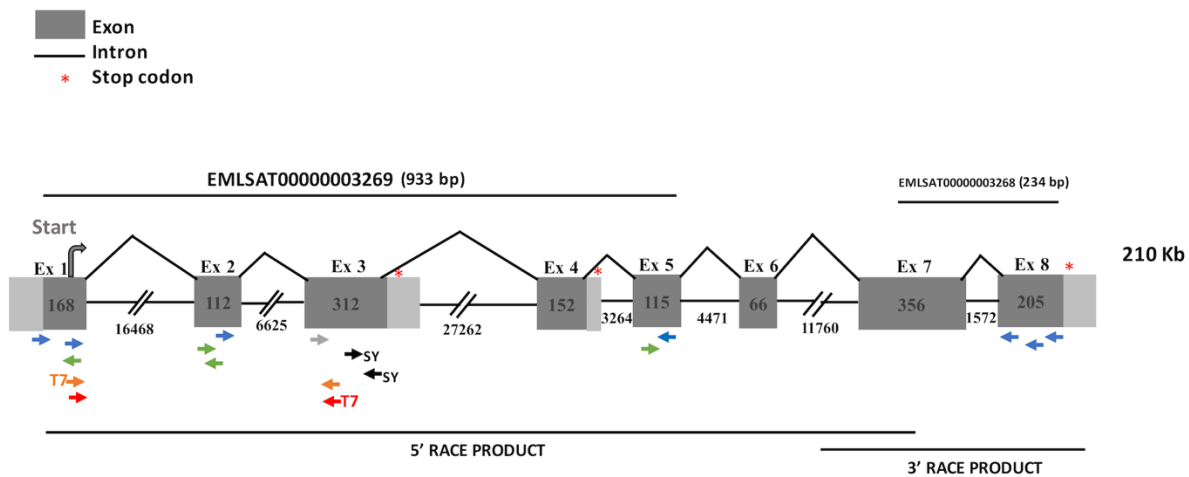 Exon
Intron
* Stop codon
EMLSAT00000003269 (933 bp)
EMLSAT00000003268 (234 bp)
Start
Ex 1 Ex 2 Ex 3 * Ex 4 * Ex 5 Ex 6 Ex 7 Ex 8 *
210 Kb
168 112 312 152 115 66 356 205
16468 6625 27262 3264 4471 11760 1572
SY
T7 SY
T7
5' RACE PRODUCT
3' RACE PRODUCT